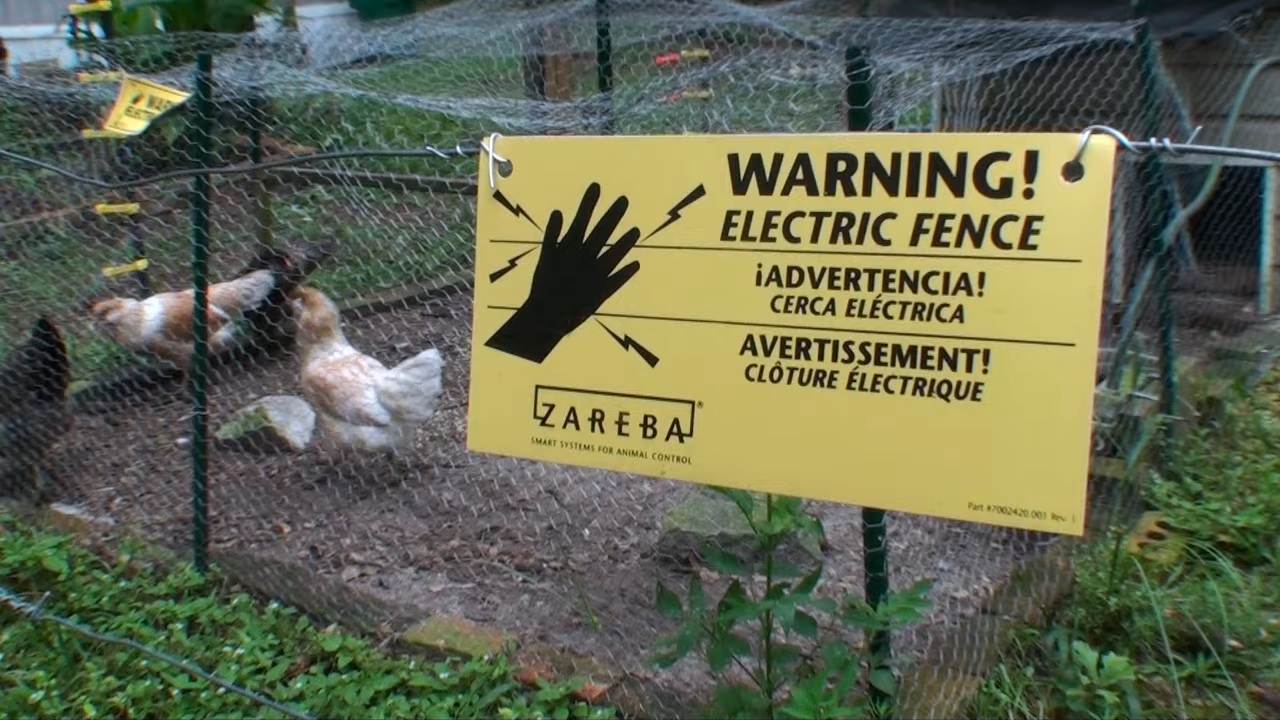 WARNING!
ELECTRIC FENCE
¡ADVERTENCIA!
CERCA ELÉCTRICA
AVERTISSEMENT!
CLÔTURE ÉLECTRIQUE
ZAREBA®
SMART SYSTEMS FOR ANIMAL CONTROL
Part #7002420.001 Rev. I